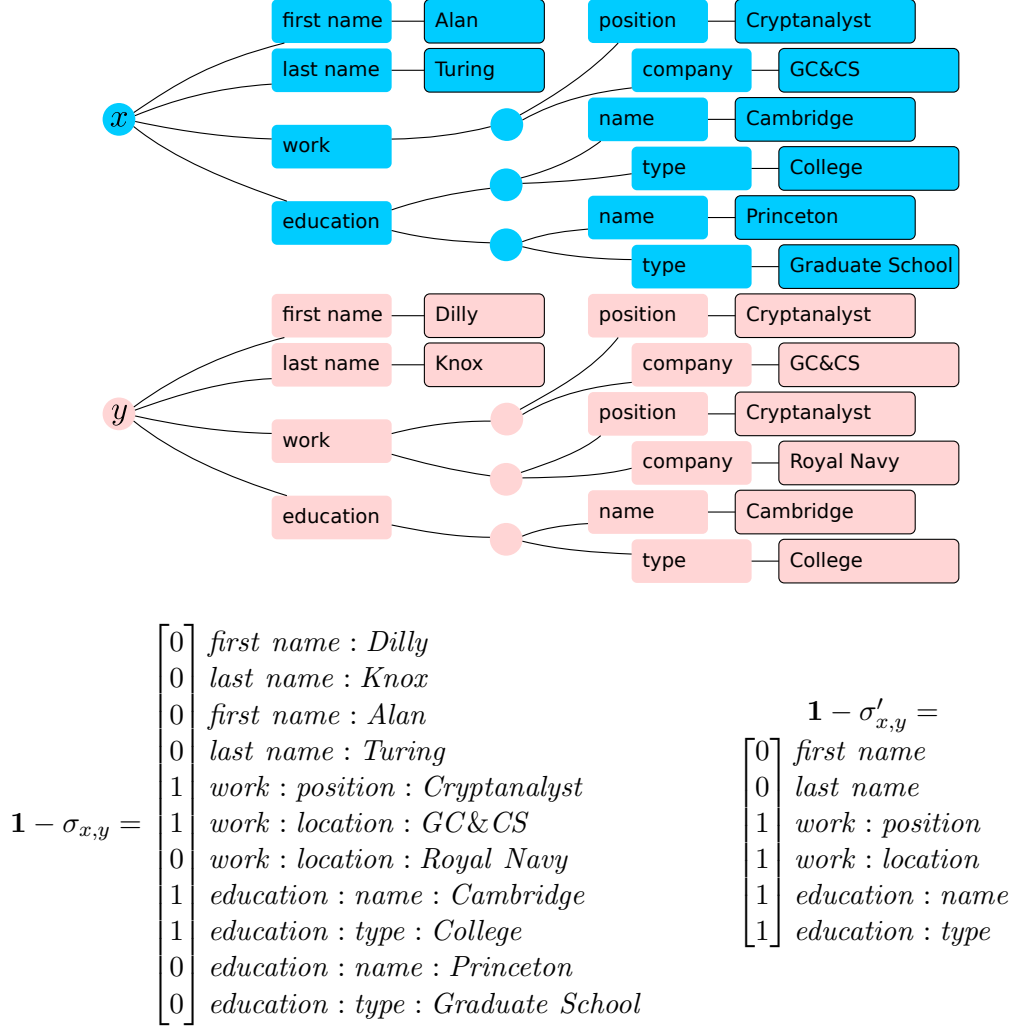 first name Alan position Cryptanalyst
last name Turing company GC&CS
x name Cambridge
work type College
education name Princeton
type Graduate School
first name Dilly position Cryptanalyst
last name Knox company GC&CS
y position Cryptanalyst
work company Royal Navy
education name Cambridge
type College
1 − σx,y =
0 first name : Dilly
0 last name : Knox
0 first name : Alan
0 last name : Turing
1 work : position : Cryptanalyst
1 work : location : GC&CS
0 work : location : Royal Navy
1 education : name : Cambridge
1 education : type : College
0 education : name : Princeton
0 education : type : Graduate School
1 − σ′x,y =
0 first name
0 last name
1 work : position
1 work : location
1 education : name
1 education : type